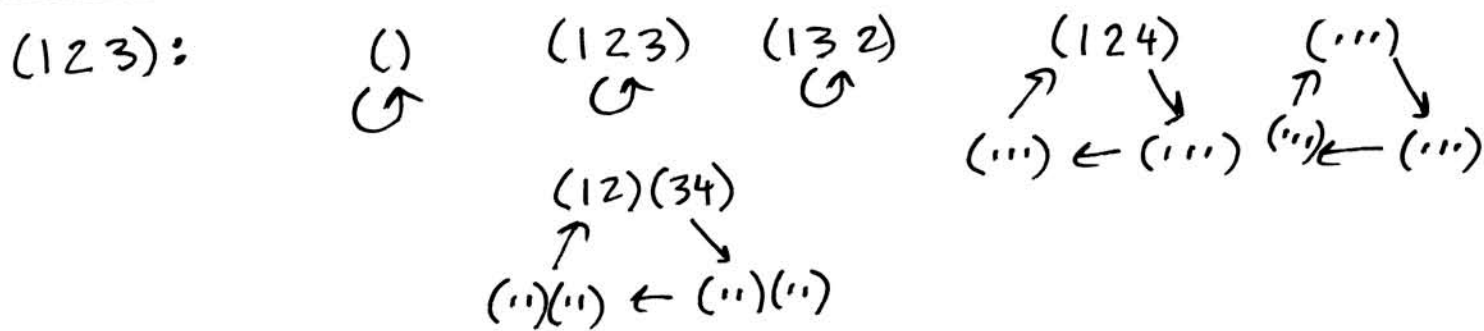 (123): () (123) (132) (124) (...)
(...) ← (...) (...) ← (...)
(12)(34)
(..)(..) ← (..)(..)